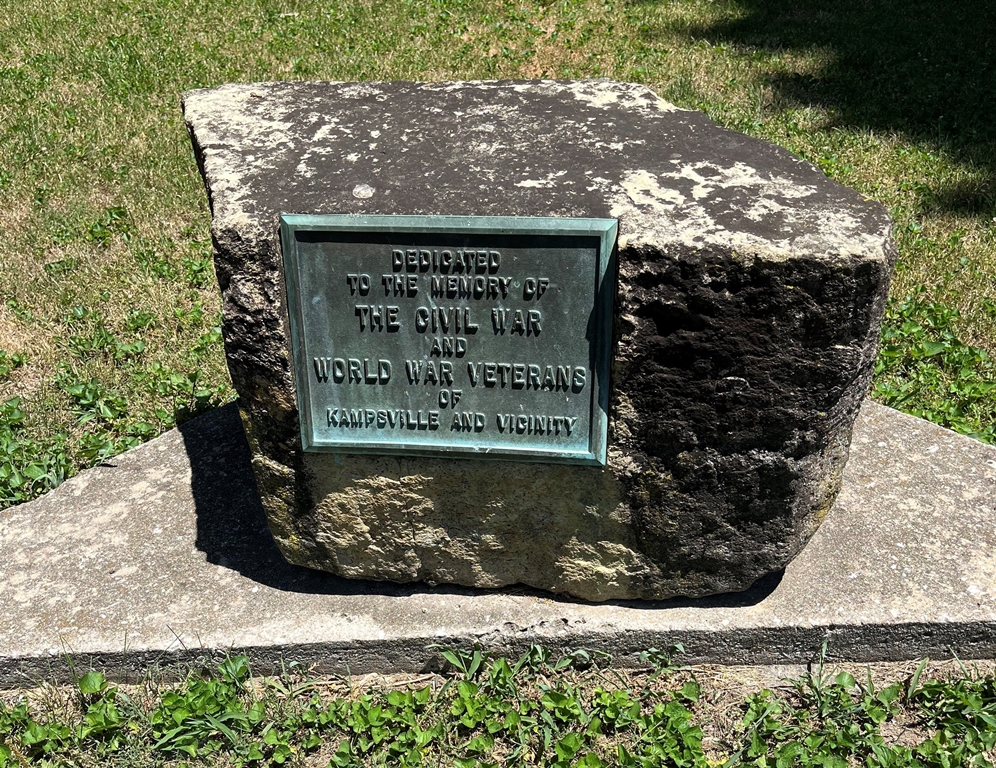 DEDICATED
TO THE MEMORY OF
THE CIVIL WAR
AND
WORLD WAR VETERANS
OF
KAMPSVILLE AND VICINITY